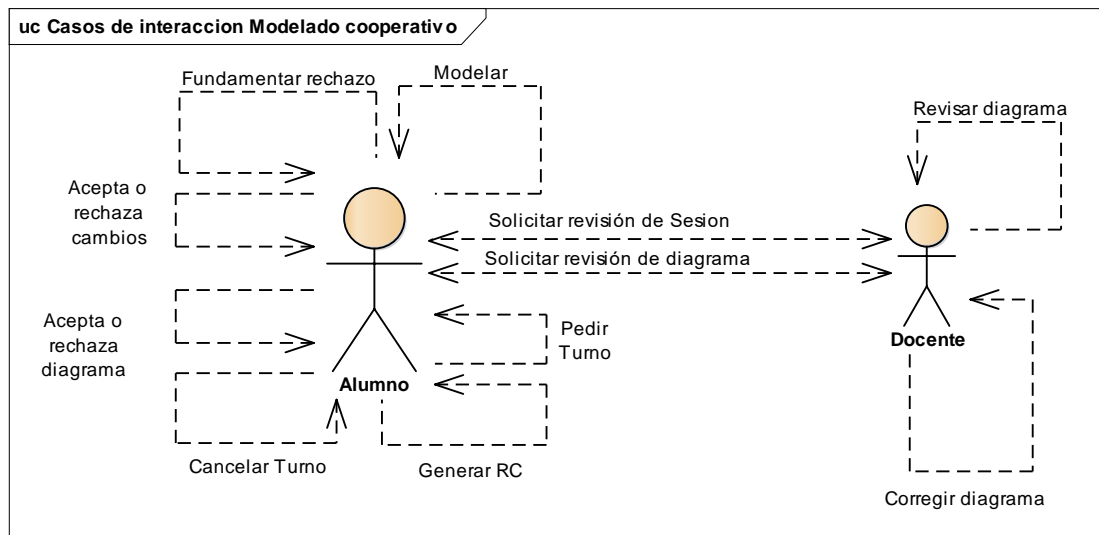 uc Casos de interaccion Modelado cooperativo
Fundamentar rechazo
Modelar
Revisar diagrama
Acepta o
rechaza
cambios
Solicitar revisión de Sesion
Solicitar revisión de diagrama
Acepta o
rechaza
diagrama
Pedir
Turno
Docente
Alumno
Cancelar Turno
Generar RC
Corregir diagrama